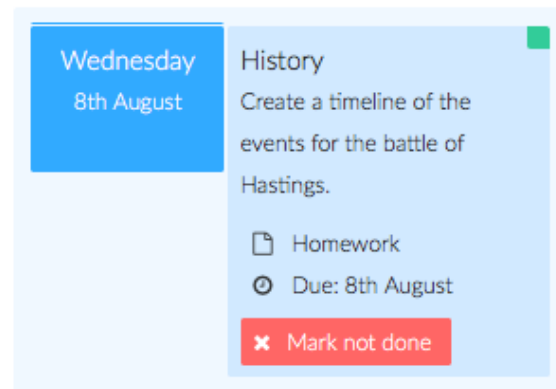 Wednesday
8th August
History
Create a timeline of the
events for the battle of
Hastings.
Homework
Due: 8th August
Mark not done